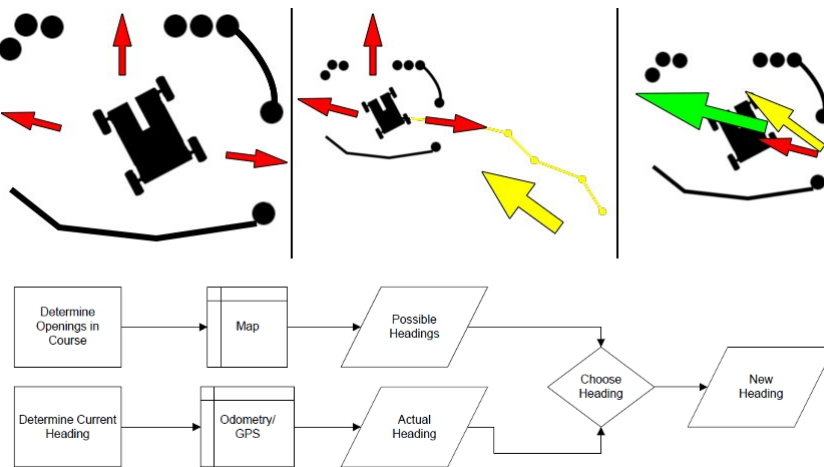 Determine
Openings in
Course
Map
Possible
Headings
Choose
Heading
New
Heading
Determine Current
Heading
Odometry/
GPS
Actual
Heading